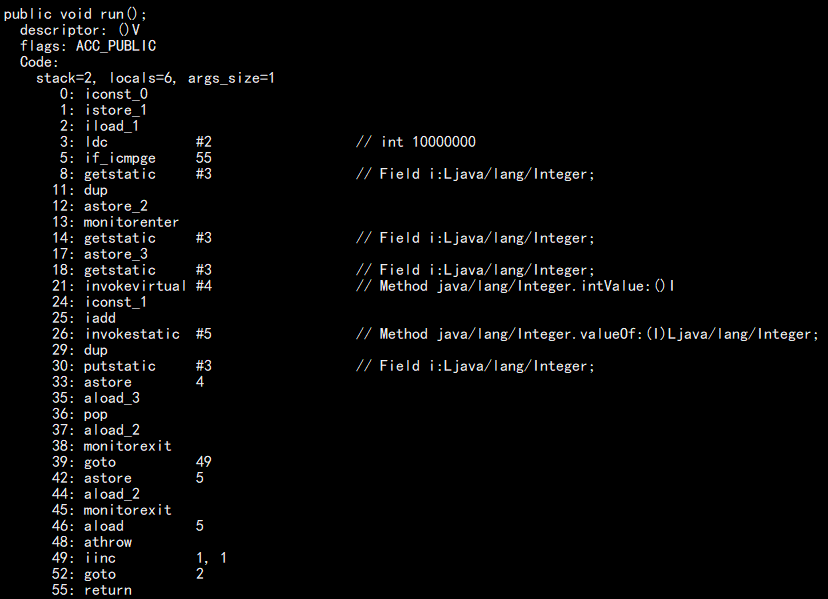 public void run();
  descriptor: ()V
  flags: ACC_PUBLIC
  Code:
    stack=2, locals=6, args_size=1
       0: iconst_0
       1: istore_1
       2: iload_1
       3: ldc           #2                  // int 10000000
       5: if_icmpge     55
       8: getstatic     #3                  // Field i:Ljava/lang/Integer;
      11: dup
      12: astore_2
      13: monitorenter
      14: getstatic     #3                  // Field i:Ljava/lang/Integer;
      17: astore_3
      18: getstatic     #3                  // Field i:Ljava/lang/Integer;
      21: invokevirtual #4                  // Method java/lang/Integer.intValue:()I
      24: iconst_1
      25: iadd
      26: invokestatic  #5                  // Method java/lang/Integer.valueOf:(I)Ljava/lang/Integer;
      29: dup
      30: putstatic     #3                  // Field i:Ljava/lang/Integer;
      33: astore        4
      35: aload_3
      36: pop
      37: aload_2
      38: monitorexit
      39: goto          49
      42: astore        5
      44: aload_2
      45: monitorexit
      46: aload         5
      48: athrow
      49: iinc          1, 1
      52: goto          2
      55: return